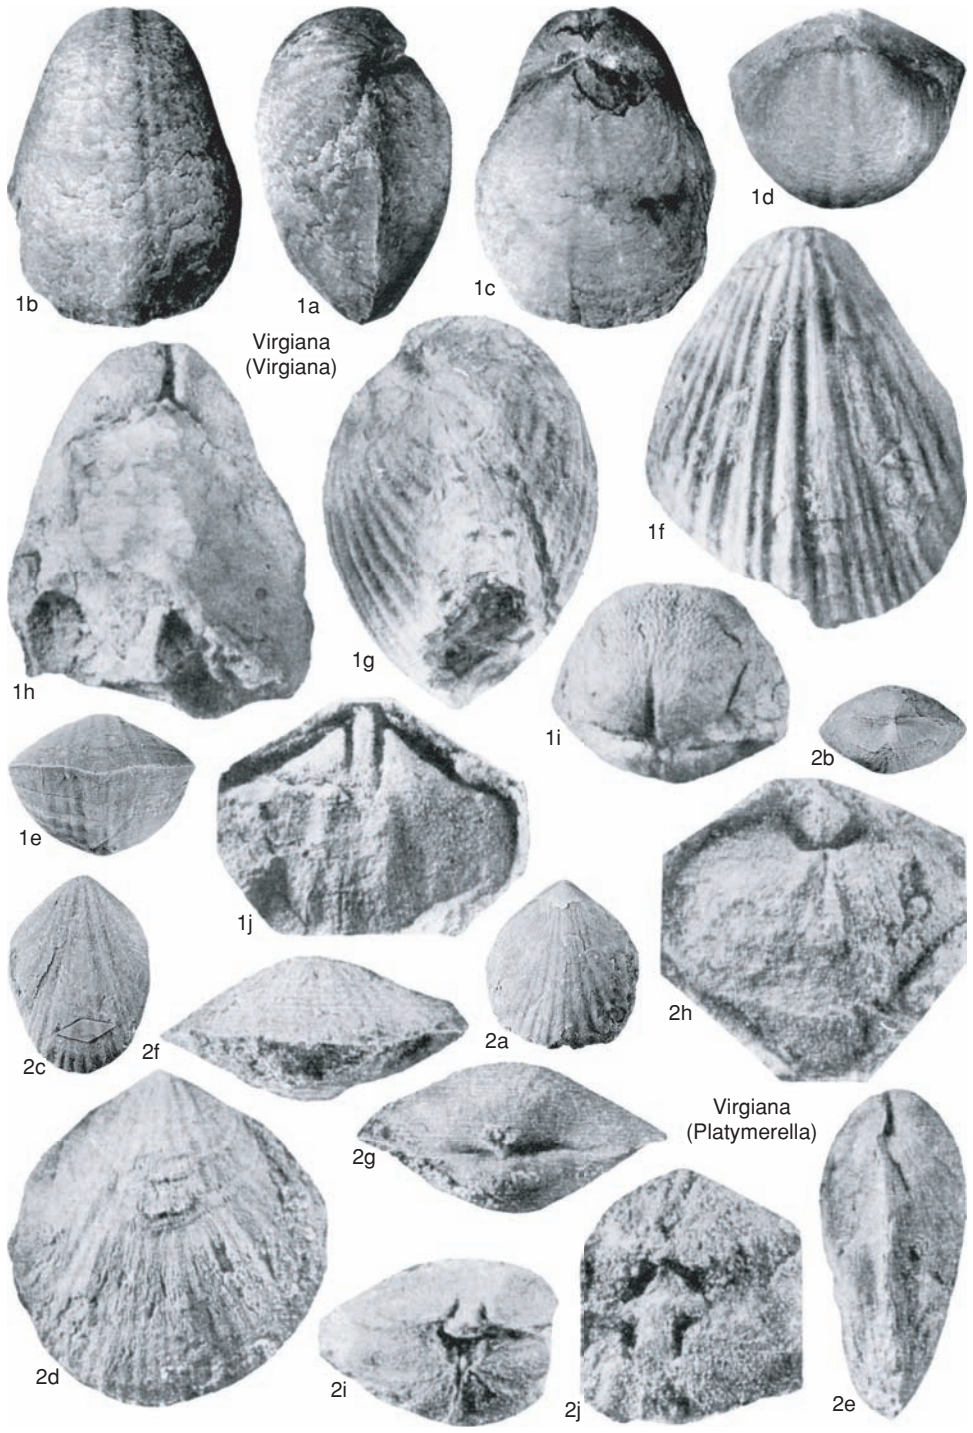 1d
1b
1a
1c
Virgiana
(Virgiana)
1f
1g
1h
1i
2b
1e
1j
2h
2a
2f
2c
Virgiana
(Platymerella)
2g
2d
2i
2j
2e